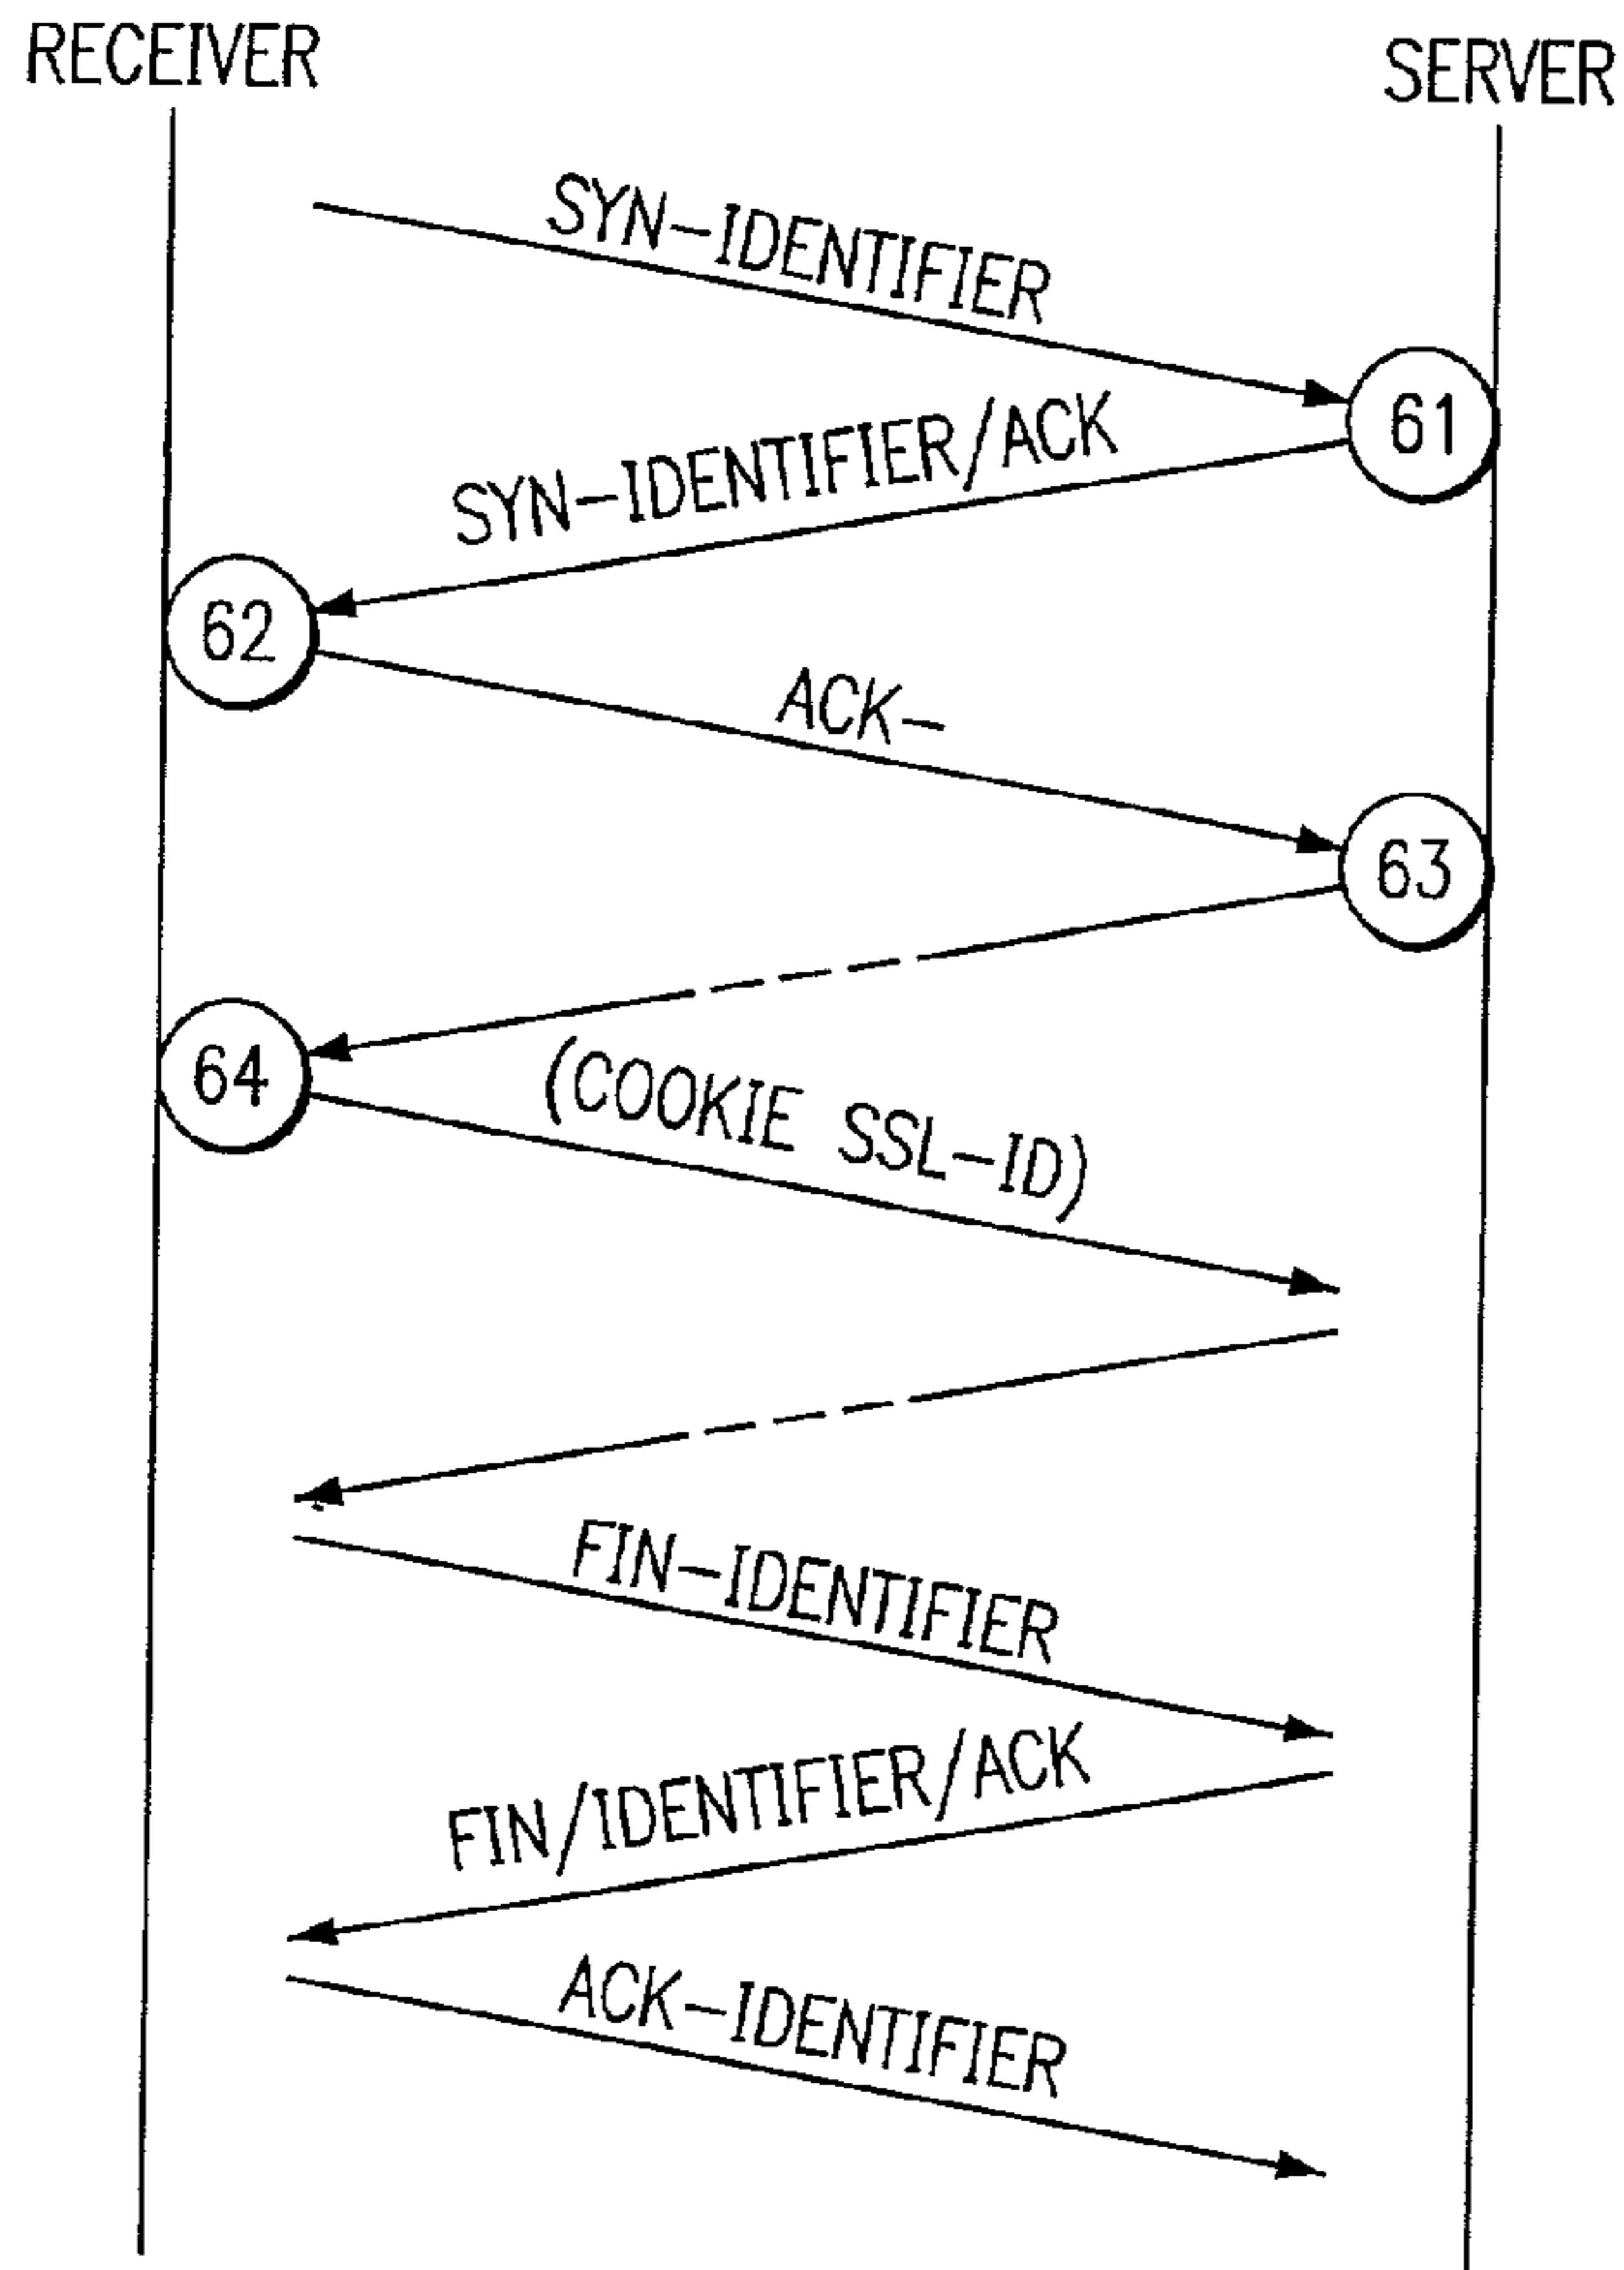 RECEIVER
SERVER
SYN-IDENTIFIER
61
SYN-IDENTIFIER/ACK
62
ACK-
63
64
(COOKIE SSL-ID)
FIN-IDENTIFIER
FIN/IDENTIFIER/ACK
ACK-IDENTIFIER